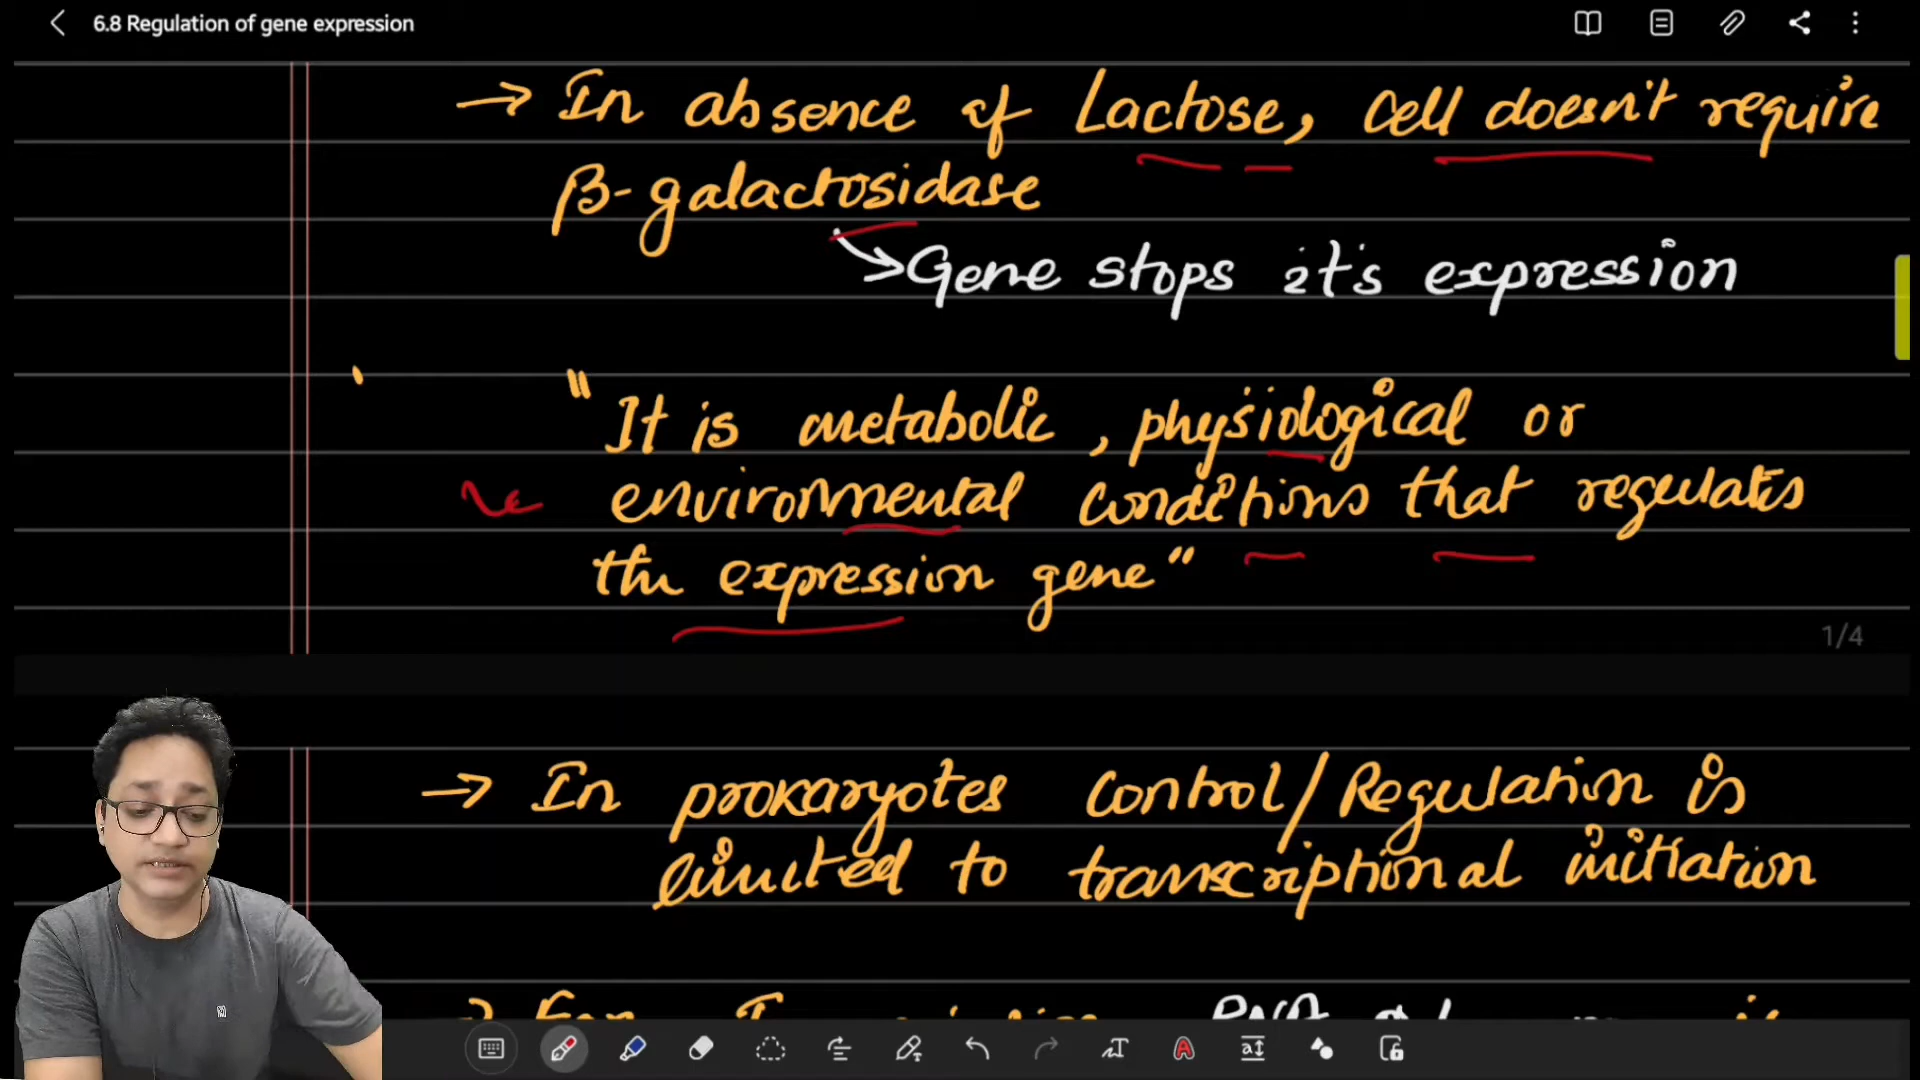 6.8 Regulation of gene expression
→ In absence of Lactose, Cell doesn't require
β-galactosidase
→ Gene stops it's expression
"It is metabolic, physiological or
environmental conditions that regulates
the expression gene"
1/4
→ In prokaryotes Control/Regulation is
limited to transcriptional initiation